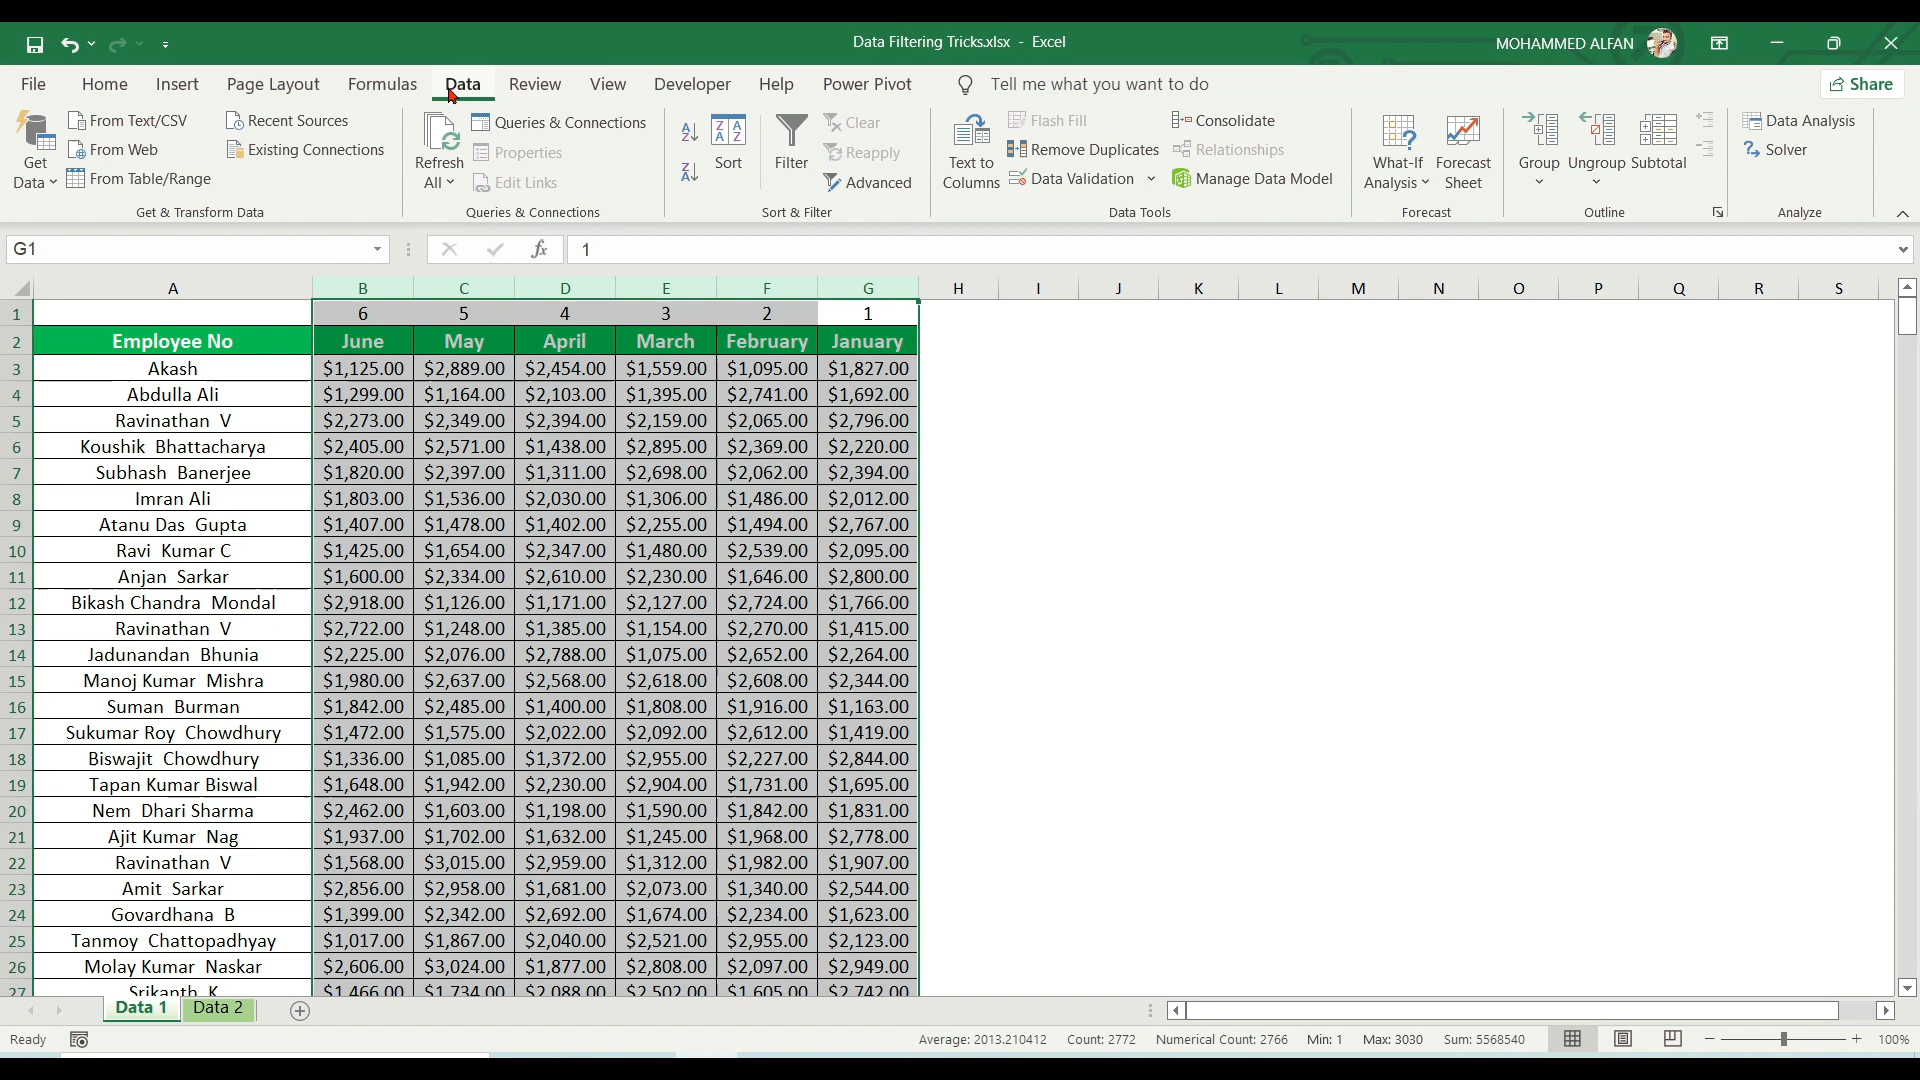 Data Filtering Tricks.xlsx - Excel
MOHAMMED ALFAN
File Home Insert Page Layout Formulas Data Review View Developer Help Power Pivot Tell me what you want to do Share
Get Data
From Text/CSV
From Web
From Table/Range
Recent Sources
Existing Connections
Get & Transform Data
Refresh All
Queries & Connections
Properties
Edit Links
Queries & Connections
Sort
Filter
Clear
Reapply
Advanced
Sort & Filter
Text to Columns
Flash Fill
Remove Duplicates
Data Validation
Consolidate
Relationships
Manage Data Model
Data Tools
What-If Analysis
Forecast Sheet
Forecast
Group
Ungroup
Subtotal
Outline
Data Analysis
Solver
Analyze
G1 fx 1
A B C D E F G H I J K L M N O P Q R S
1 6 5 4 3 2 1
2 Employee No June May April March February January
3 Akash $1,125.00 $2,889.00 $2,454.00 $1,559.00 $1,095.00 $1,827.00
4 Abdulla Ali $1,299.00 $1,164.00 $2,103.00 $1,395.00 $2,741.00 $1,692.00
5 Ravinathan V $2,273.00 $2,349.00 $2,394.00 $2,159.00 $2,065.00 $2,796.00
6 Koushik Bhattacharya $2,405.00 $2,571.00 $1,438.00 $2,895.00 $2,369.00 $2,220.00
7 Subhash Banerjee $1,820.00 $2,397.00 $1,311.00 $2,698.00 $2,062.00 $2,394.00
8 Imran Ali $1,803.00 $1,536.00 $2,030.00 $1,306.00 $1,486.00 $2,012.00
9 Atanu Das Gupta $1,407.00 $1,478.00 $1,402.00 $2,255.00 $1,494.00 $2,767.00
10 Ravi Kumar C $1,425.00 $1,654.00 $2,347.00 $1,480.00 $2,539.00 $2,095.00
11 Anjan Sarkar $1,600.00 $2,334.00 $2,610.00 $2,230.00 $1,646.00 $2,800.00
12 Bikash Chandra Mondal $2,918.00 $1,126.00 $1,171.00 $2,127.00 $2,724.00 $1,766.00
13 Ravinathan V $2,722.00 $1,248.00 $1,385.00 $1,154.00 $2,270.00 $1,415.00
14 Jadunandan Bhunia $2,225.00 $2,076.00 $2,788.00 $1,075.00 $2,652.00 $2,264.00
15 Manoj Kumar Mishra $1,980.00 $2,637.00 $2,568.00 $2,618.00 $2,608.00 $2,344.00
16 Suman Burman $1,842.00 $2,485.00 $1,400.00 $1,808.00 $1,916.00 $1,163.00
17 Sukumar Roy Chowdhury $1,472.00 $1,575.00 $2,022.00 $2,092.00 $2,612.00 $1,419.00
18 Biswajit Chowdhury $1,336.00 $1,085.00 $1,372.00 $2,955.00 $2,227.00 $2,844.00
19 Tapan Kumar Biswal $1,648.00 $1,942.00 $2,230.00 $2,904.00 $1,731.00 $1,695.00
20 Nem Dhari Sharma $2,462.00 $1,603.00 $1,198.00 $1,590.00 $1,842.00 $1,831.00
21 Ajit Kumar Nag $1,937.00 $1,702.00 $1,632.00 $1,245.00 $1,968.00 $2,778.00
22 Ravinathan V $1,568.00 $3,015.00 $2,959.00 $1,312.00 $1,982.00 $1,907.00
23 Amit Sarkar $2,856.00 $2,958.00 $1,681.00 $2,073.00 $1,340.00 $2,544.00
24 Govardhana B $1,399.00 $2,342.00 $2,692.00 $1,674.00 $2,234.00 $1,623.00
25 Tanmoy Chattopadhyay $1,017.00 $1,867.00 $2,040.00 $2,521.00 $2,955.00 $2,123.00
26 Molay Kumar Naskar $2,606.00 $3,024.00 $1,877.00 $2,808.00 $2,097.00 $2,949.00
27 Srikanth K $1,466.00 $1,734.00 $2,088.00 $2,502.00 $1,605.00 $2,742.00
Data 1 Data 2
Ready Average: 2013.210412 Count: 2772 Numerical Count: 2766 Min: 1 Max: 3030 Sum: 5568540 100%